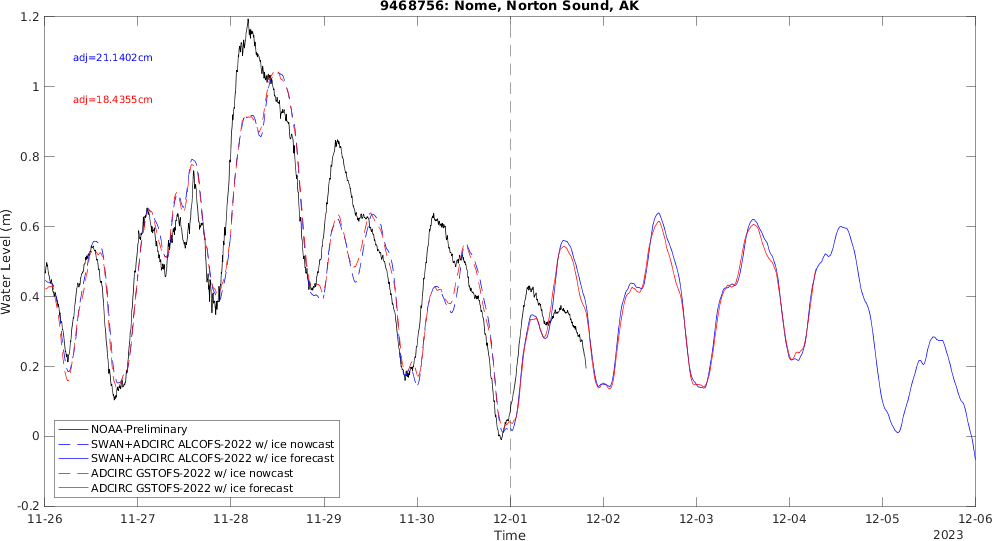 9468756: Nome, Norton Sound, AK
adj=21.1402cm
adj=18.4355cm
Water Level (m)
1.2
1
0.8
0.6
0.4
0.2
0
-0.2
NOAA-Preliminary
SWAN+ADCIRC ALCOFS-2022 w/ ice nowcast
SWAN+ADCIRC ALCOFS-2022 w/ ice forecast
ADCIRC GSTOFS-2022 w/ ice nowcast
ADCIRC GSTOFS-2022 w/ ice forecast
11-26 11-27 11-28 11-29 11-30 12-01 12-02 12-03 12-04 12-05 12-06
Time
2023